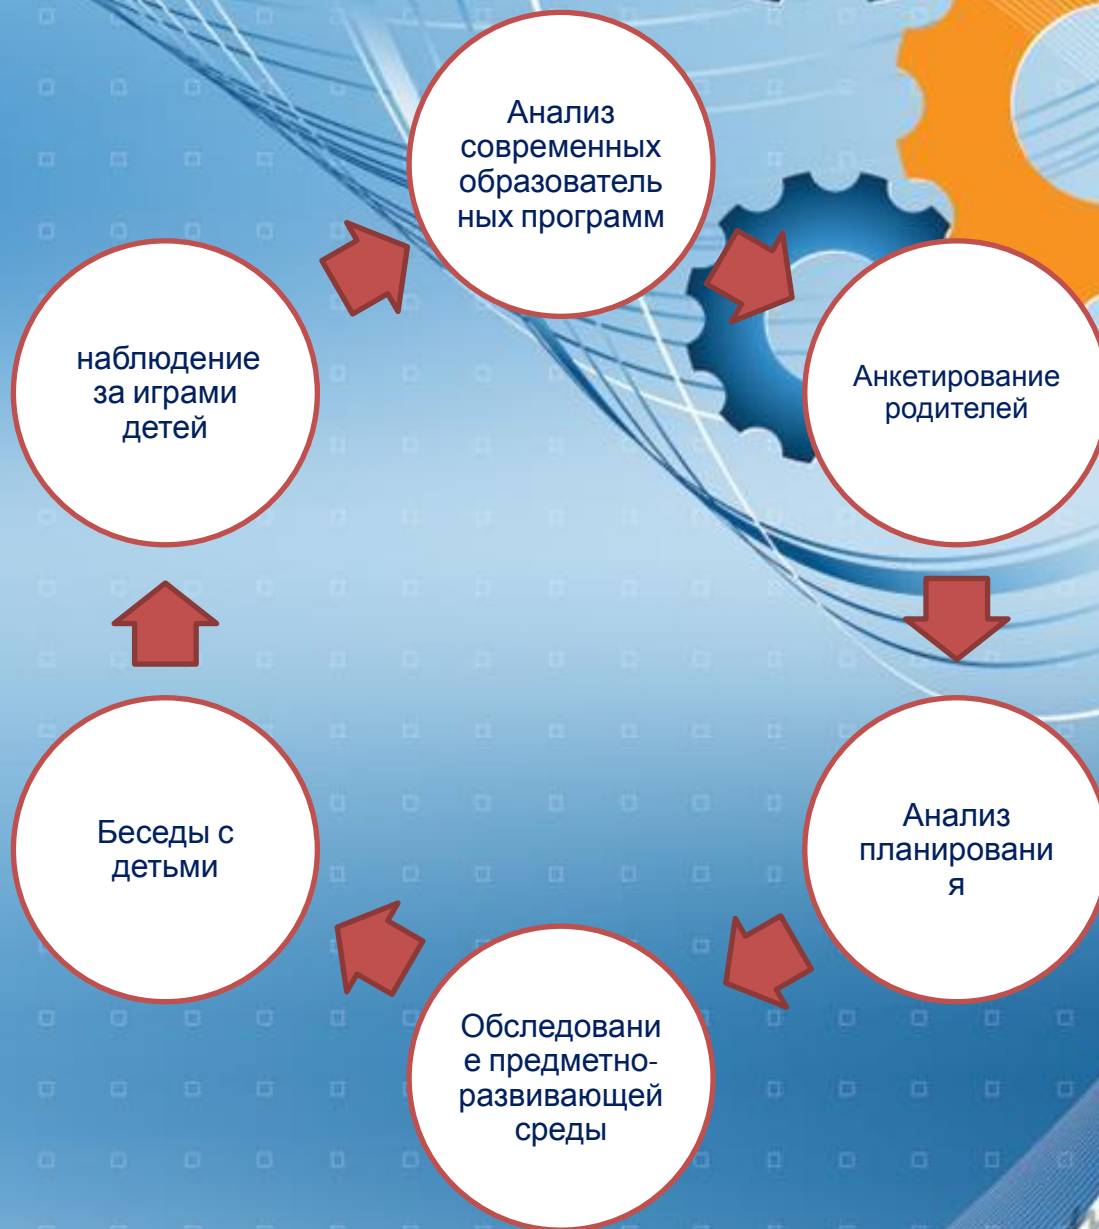 Анализ
современных
образователь
ных программ
Анкетирование
родителей
Анализ
планировани
я
Обследовани
е предметно-
развивающей
среды
Беседы с
детьми
наблюдение
за играми
детей